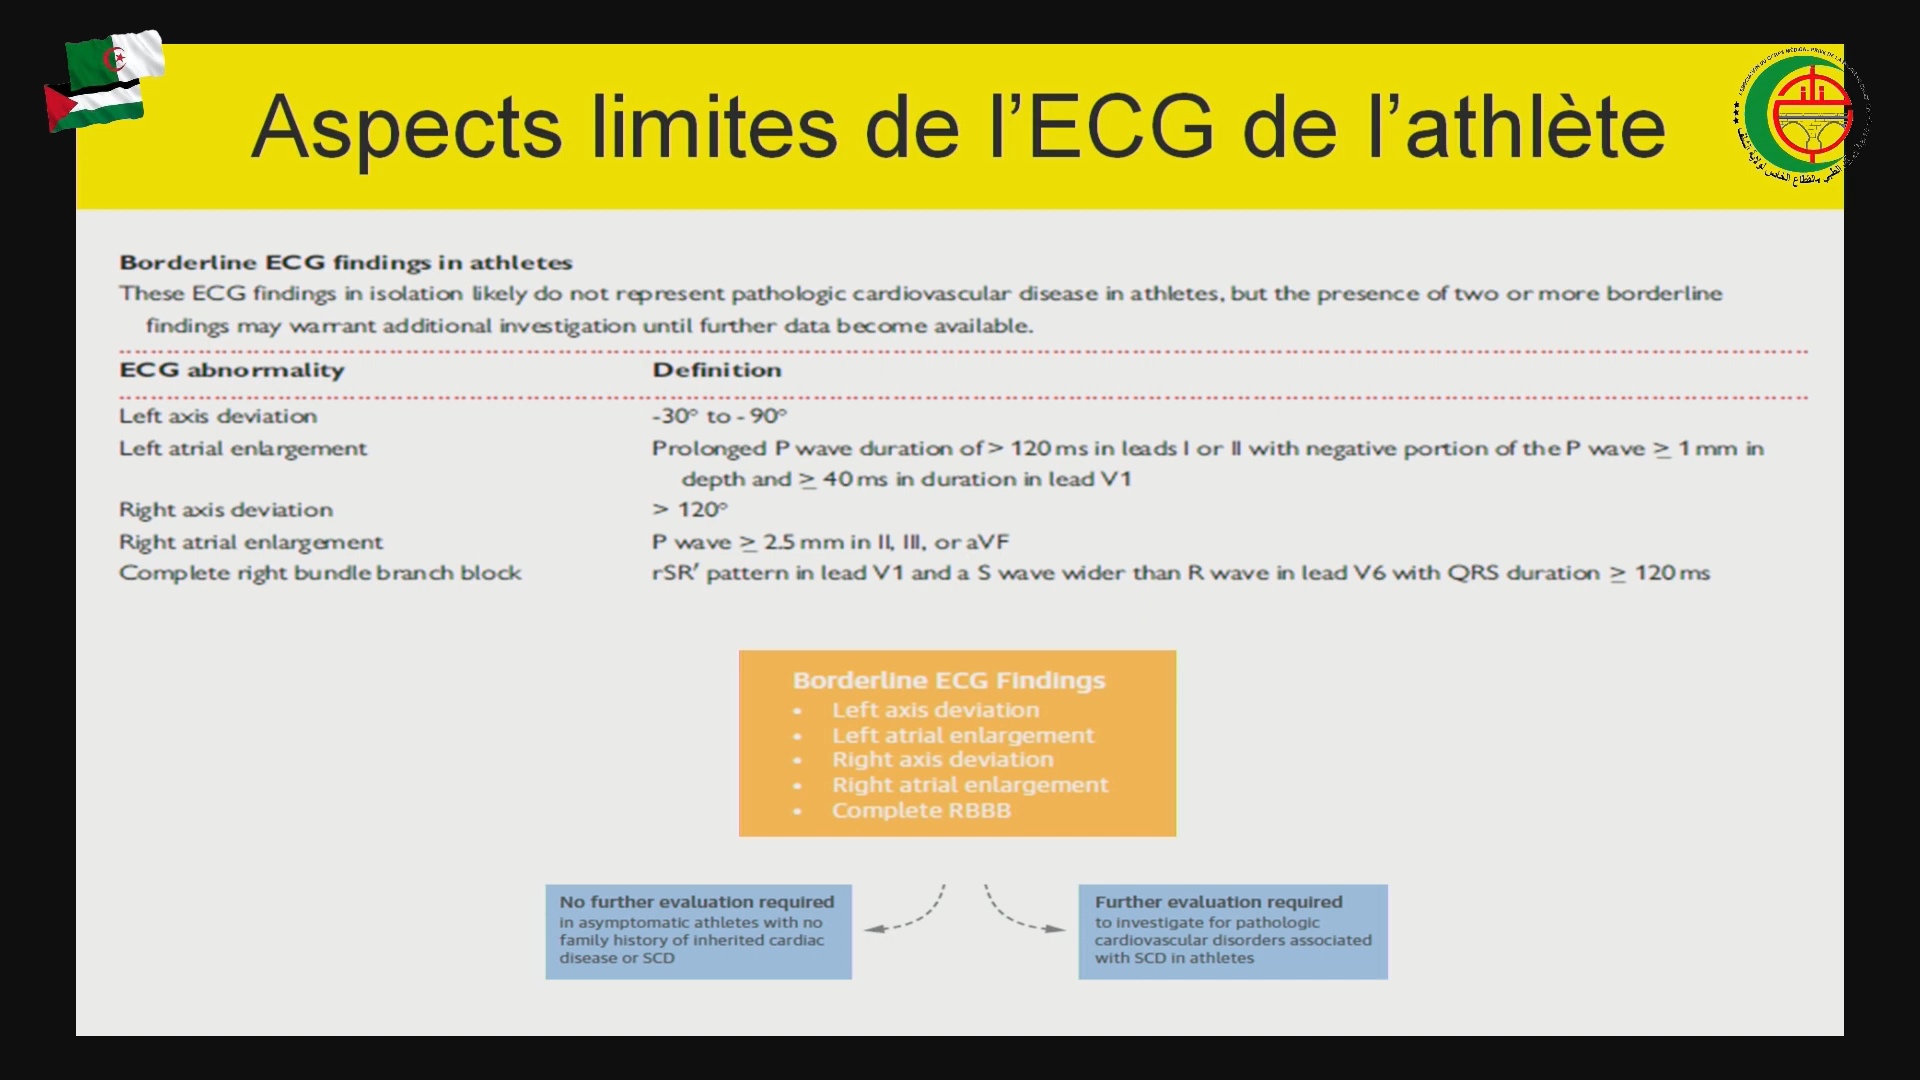 Aspects limites de l’ECG de l’athlète
Borderline ECG findings in athletes
These ECG findings in isolation likely do not represent pathologic cardiovascular disease in athletes, but the presence of two or more borderline
findings may warrant additional investigation until further data become available.
ECG abnormality Definition
Left axis deviation -30° to - 90°
Left atrial enlargement Prolonged P wave duration of > 120 ms in leads I or II with negative portion of the P wave ≥ 1 mm in
depth and ≥ 40 ms in duration in lead V1
Right axis deviation > 120°
Right atrial enlargement P wave ≥ 2.5 mm in II, III, or aVF
Complete right bundle branch block rSR′ pattern in lead V1 and a S wave wider than R wave in lead V6 with QRS duration ≥ 120 ms
Borderline ECG Findings
• Left axis deviation
• Left atrial enlargement
• Right axis deviation
• Right atrial enlargement
• Complete RBBB
No further evaluation required
in asymptomatic athletes with no
family history of inherited cardiac
disease or SCD
Further evaluation required
to investigate for pathologic
cardiovascular disorders associated
with SCD in athletes